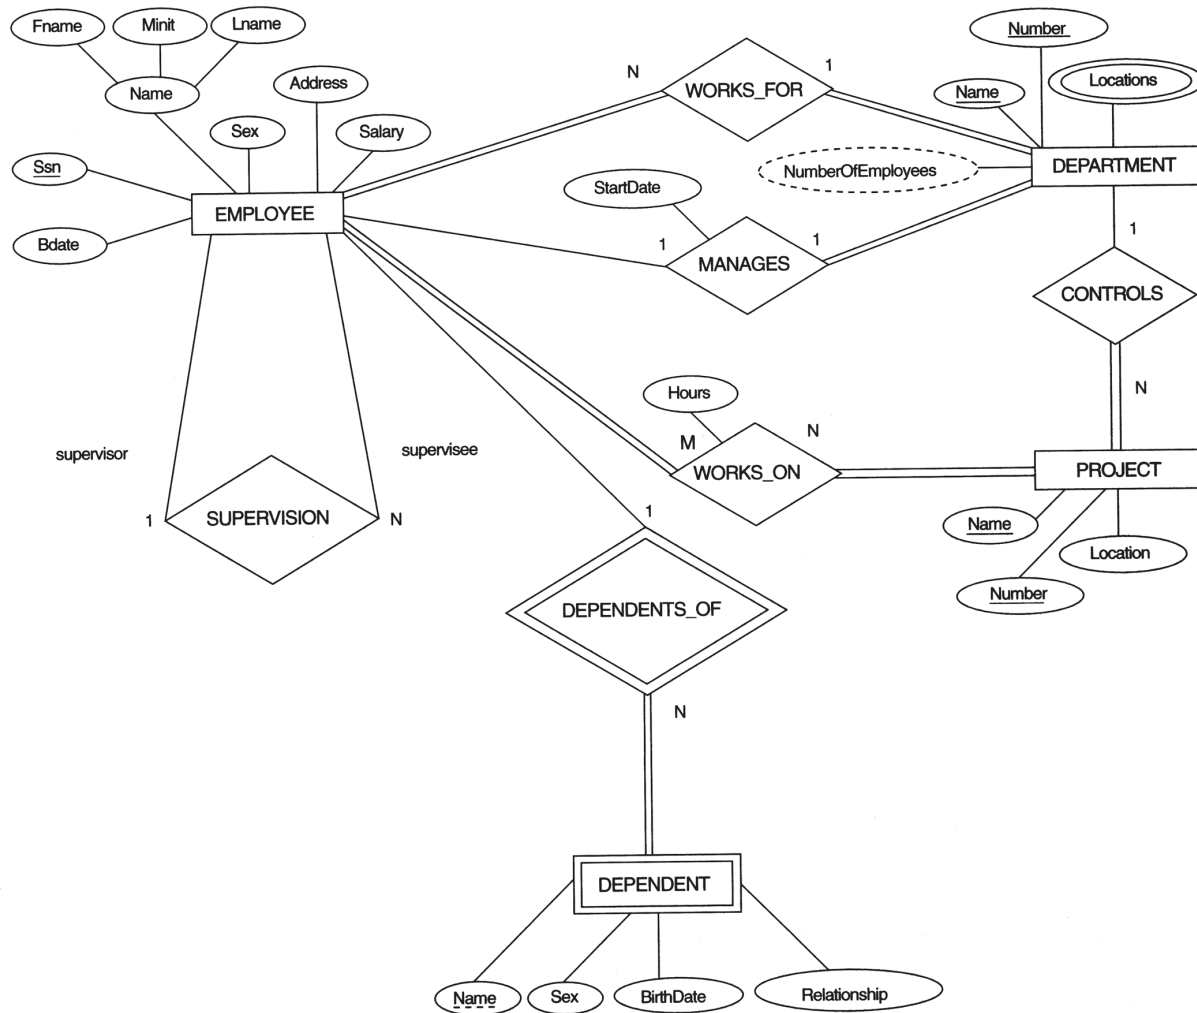 Fname
Minit
Lname
Number
Name
Address
N
WORKS_FOR
1
Locations
Sex
Salary
Name
Ssn
NumberOfEmployees
DEPARTMENT
StartDate
EMPLOYEE
Bdate
1
MANAGES
1
1
CONTROLS
Hours
N
M
N
supervisor
supervisee
WORKS_ON
PROJECT
1
SUPERVISION
N
1
Name
Location
Number
DEPENDENTS_OF
N
DEPENDENT
Name
Sex
BirthDate
Relationship